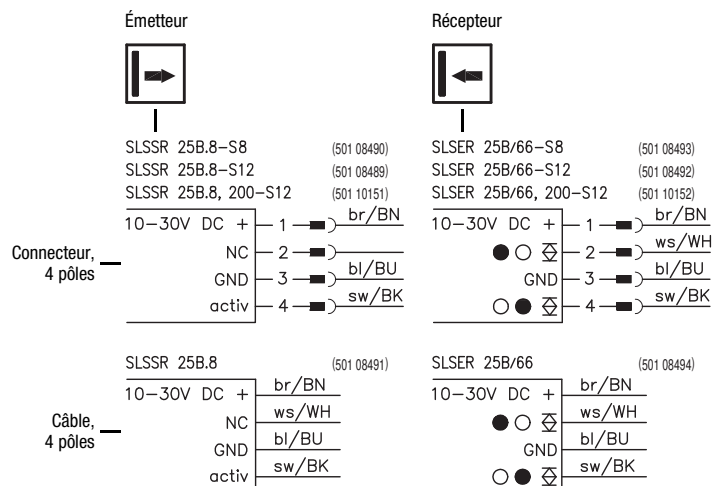 Émetteur
SLSSR 25B.8-S8 (501 08490)
SLSSR 25B.8-S12 (501 08489)
SLSSR 25B.8, 200-S12 (501 10151)
Connecteur,
4 pôles
10-30V DC + 1 br/BN
NC 2
GND 3 bl/BU
activ 4 sw/BK
Récepteur
SLSER 25B/66-S8 (501 08493)
SLSER 25B/66-S12 (501 08492)
SLSER 25B/66, 200-S12 (501 10152)
10-30V DC + 1 br/BN
2 ws/WH
GND 3 bl/BU
4 sw/BK
SLSSR 25B.8 (501 08491)
Câble,
4 pôles
10-30V DC + br/BN
NC ws/WH
GND bl/BU
activ sw/BK
SLSER 25B/66 (501 08494)
10-30V DC + br/BN
ws/WH
GND bl/BU
sw/BK